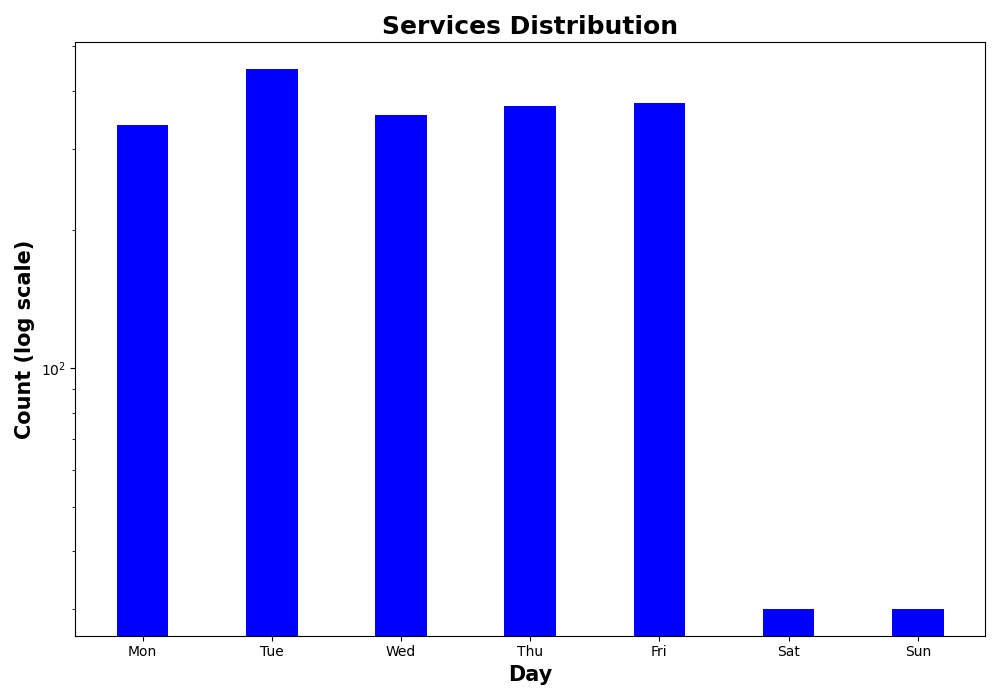 Services Distribution
Count (log scale)
10²
Mon Tue Wed Thu Fri Sat Sun
Day